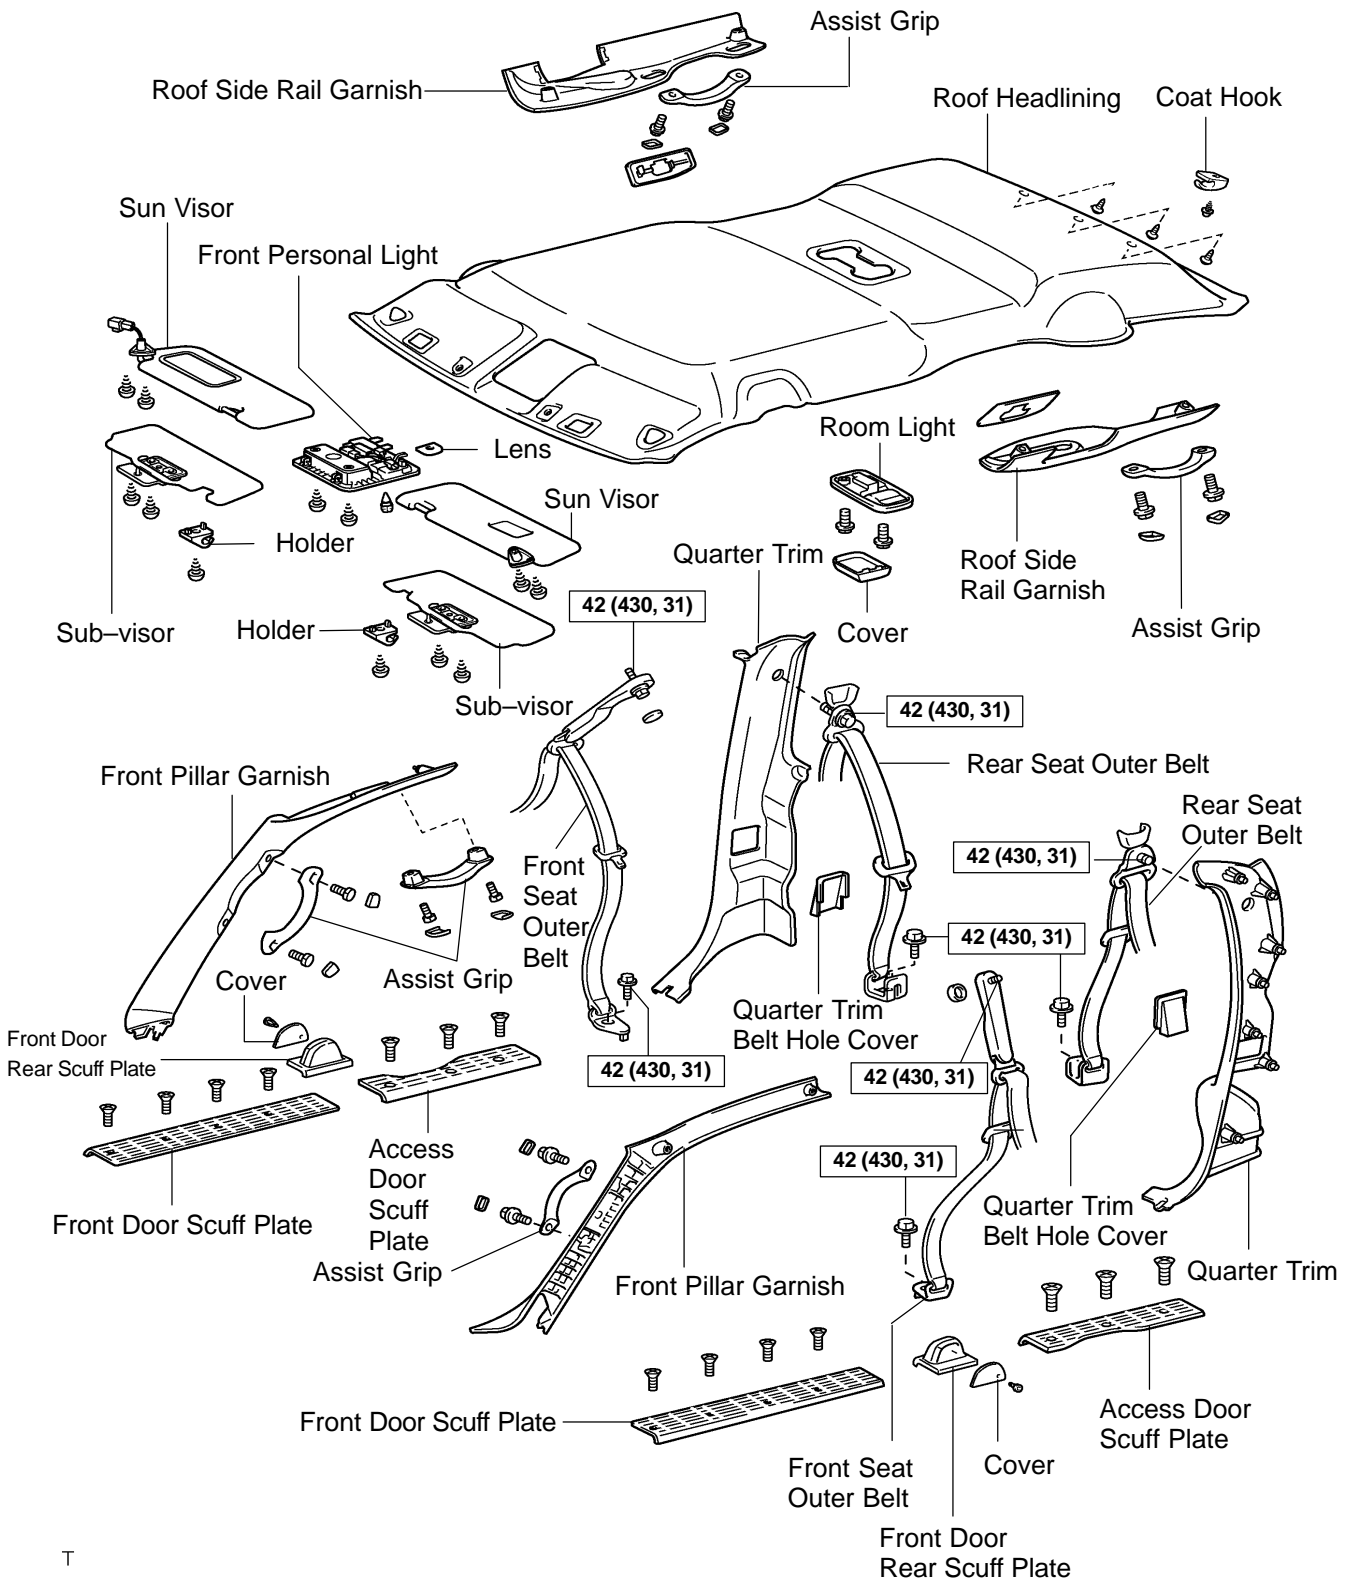 Assist Grip
Roof Side Rail Garnish
Roof Headlining
Coat Hook
Sun Visor
Front Personal Light
Lens
Room Light
Sun Visor
Holder
Quarter Trim
Roof Side
Rail Garnish
42 (430, 31)
Sub–visor
Holder
Cover
Assist Grip
Sub–visor
42 (430, 31)
Front Pillar Garnish
Rear Seat Outer Belt
Rear Seat
Outer Belt
42 (430, 31)
Front
Seat
Outer
Belt
42 (430, 31)
Assist Grip
Cover
Quarter Trim
Belt Hole Cover
Front Door
Rear Scuff Plate
42 (430, 31)
42 (430, 31)
Access
Door
Scuff
Plate
42 (430, 31)
Quarter Trim
Belt Hole Cover
Front Door Scuff Plate
Assist Grip
Front Pillar Garnish
Quarter Trim
Front Door Scuff Plate
Access Door
Scuff Plate
Front Seat
Outer Belt
Cover
Front Door
Rear Scuff Plate
T